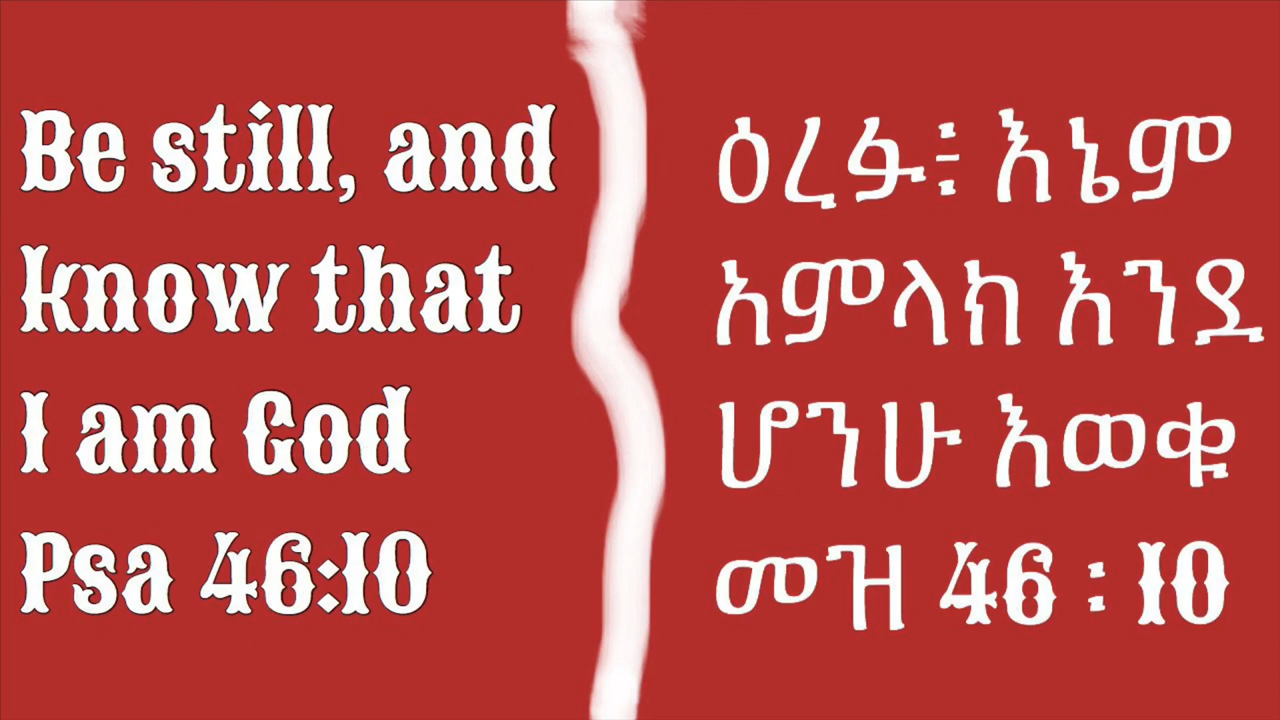 Be still, and
know that
I am God
Psa 46:10
ዕረፉ፤ እኔም
አምላክ እንደ
ሆንሁ እወቁ
መዝ 46 : 10